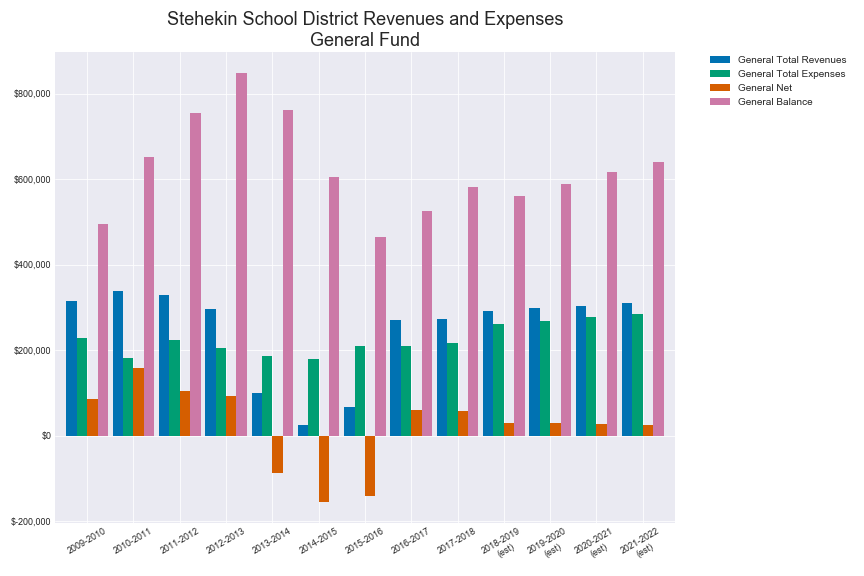 Stehekin School District Revenues and Expenses
General Fund
General Total Revenues
General Total Expenses
General Net
General Balance
$800,000
$600,000
$400,000
$200,000
$0
$-200,000
2009-2010
2010-2011
2011-2012
2012-2013
2013-2014
2014-2015
2015-2016
2016-2017
2017-2018
2018-2019
(est)
2019-2020
(est)
2020-2021
(est)
2021-2022
(est)